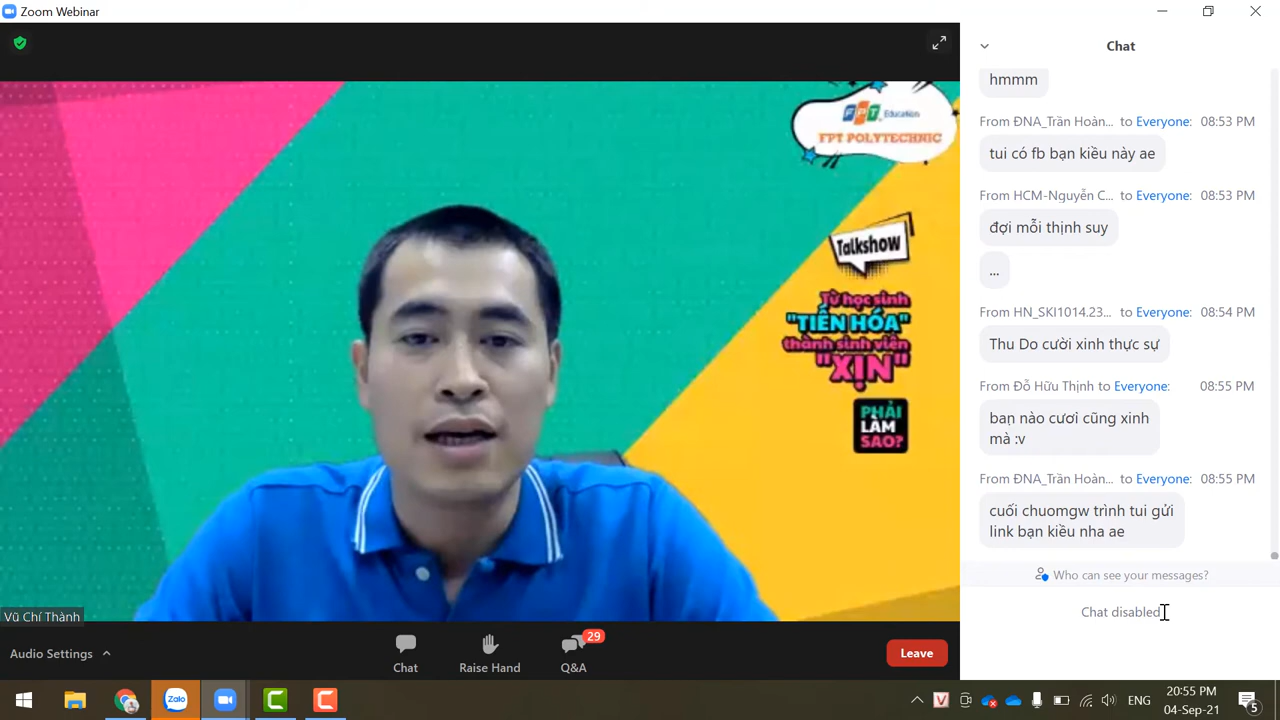 Zoom Webinar
FPT Education
FPT POLYTECHNIC
Talkshow
Từ học sinh
"TIẾN HÓA"
thành sinh viên
"XỊN"
PHẢI
LÀM
SAO?
Vũ Chí Thành
Audio Settings
Chat
Raise Hand
29
Q&A
Leave
Chat
hmmm
From ĐNA_Trần Hoàn... to Everyone: 08:53 PM
tui có fb bạn kiều này ae
From HCM-Nguyễn C... to Everyone: 08:53 PM
đợi mỗi thịnh suy
...
From HN_SKI1014.23... to Everyone: 08:54 PM
Thu Do cười xinh thực sự
From Đỗ Hữu Thịnh to Everyone: 08:55 PM
bạn nào cươi cũng xinh
mà :v
From ĐNA_Trần Hoàn... to Everyone: 08:55 PM
cuối chuomgw trình tui gửi
link bạn kiều nha ae
Who can see your messages?
Chat disabled
Zalo
ENG
20:55 PM
04-Sep-21
5